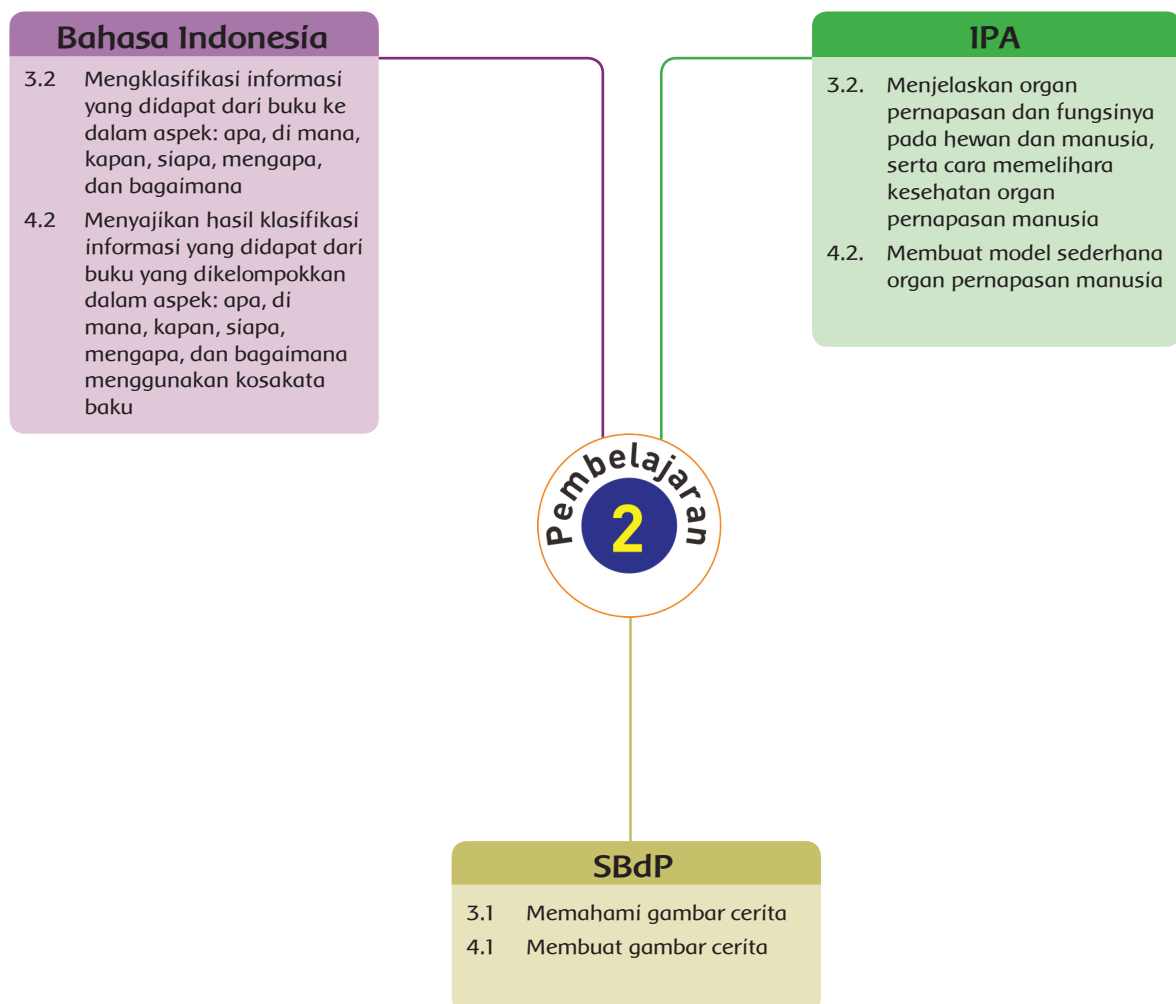 Bahasa Indonesia
3.2 Mengklasifikasi informasi
yang didapat dari buku ke
dalam aspek: apa, di mana,
kapan, siapa, mengapa,
dan bagaimana
4.2 Menyajikan hasil klasifikasi
informasi yang didapat dari
buku yang dikelompokkan
dalam aspek: apa, di
mana, kapan, siapa,
mengapa, dan bagaimana
menggunakan kosakata
baku
IPA
3.2. Menjelaskan organ
pernapasan dan fungsinya
pada hewan dan manusia,
serta cara memelihara
kesehatan organ
pernapasan manusia
4.2. Membuat model sederhana
organ pernapasan manusia
Pembelajaran
2
SBdP
3.1 Memahami gambar cerita
4.1 Membuat gambar cerita